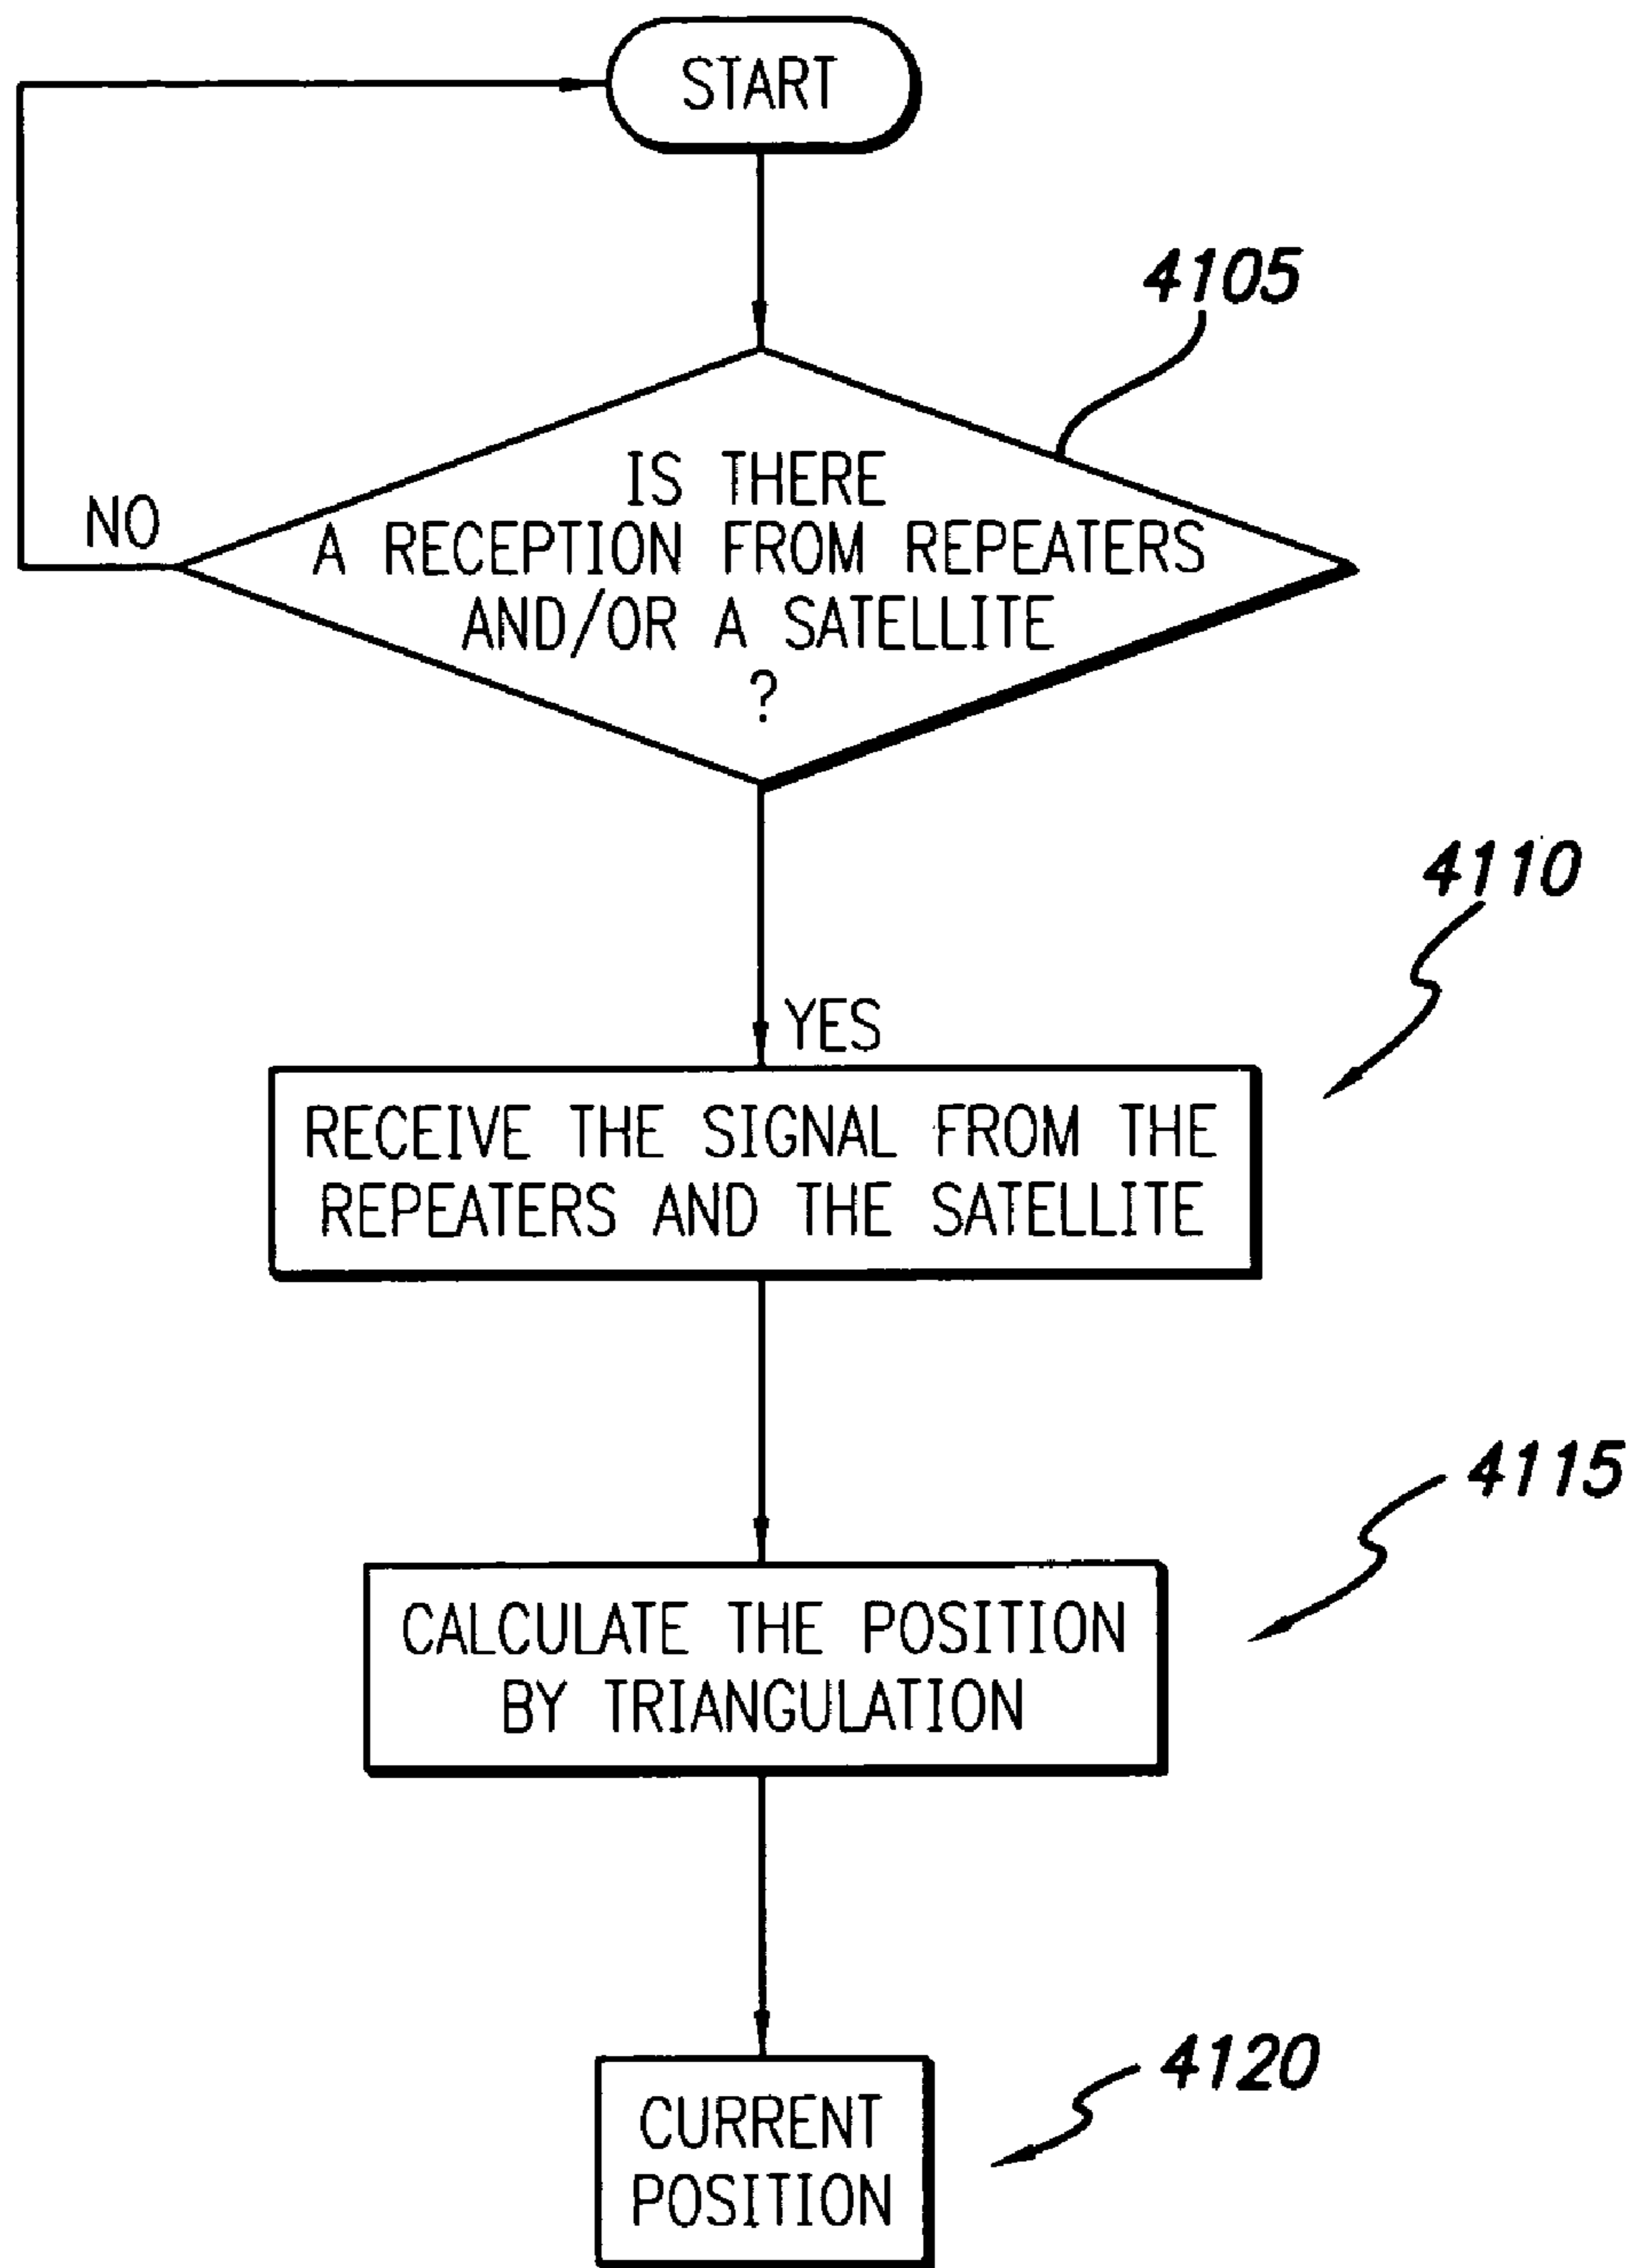 START
4105
IS THERE
A RECEPTION FROM REPEATERS
AND/OR A SATELLITE
?
NO
4110
YES
RECEIVE THE SIGNAL FROM THE
REPEATERS AND THE SATELLITE
4115
CALCULATE THE POSITION
BY TRIANGULATION
4120
CURRENT
POSITION